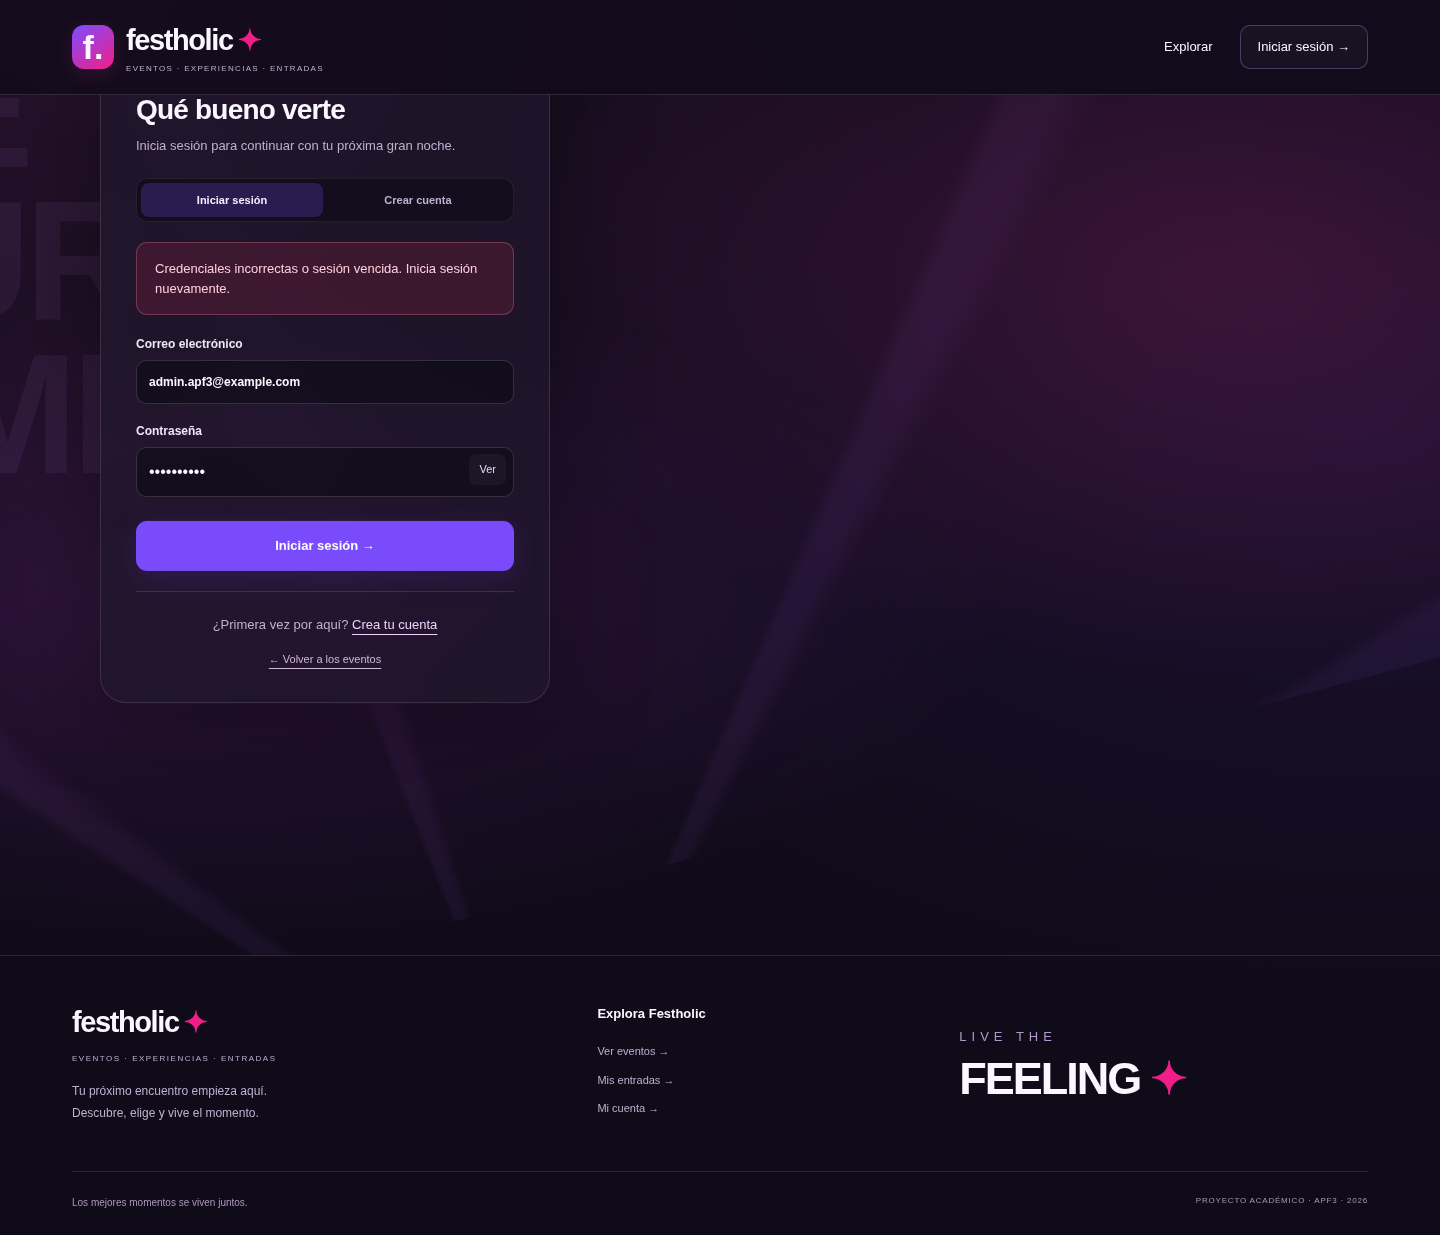 f.
festholic ✦
EVENTOS · EXPERIENCIAS · ENTRADAS
Explorar
Iniciar sesión →
Qué bueno verte
Inicia sesión para continuar con tu próxima gran noche.
Iniciar sesión
Crear cuenta
Credenciales incorrectas o sesión vencida. Inicia sesión
nuevamente.
Correo electrónico
admin.apf3@example.com
Contraseña
••••••••••
Ver
Iniciar sesión →
¿Primera vez por aquí? Crea tu cuenta
← Volver a los eventos
festholic ✦
EVENTOS · EXPERIENCIAS · ENTRADAS
Tu próximo encuentro empieza aquí.
Descubre, elige y vive el momento.
Explora Festholic
Ver eventos →
Mis entradas →
Mi cuenta →
LIVE THE
FEELING ✦
Los mejores momentos se viven juntos.
PROYECTO ACADÉMICO · APF3 · 2026